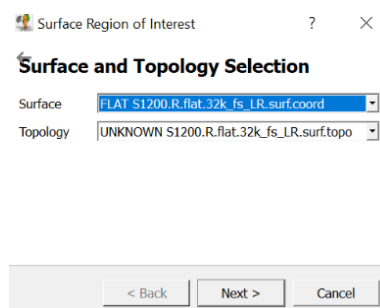 Surface Region of Interest ?
Surface and Topology Selection
Surface FLAT S1200.R.flat.32k_fs_LR.surf.coord
Topology UNKNOWN S1200.R.flat.32k_fs_LR.surf.topo
< Back Next > Cancel